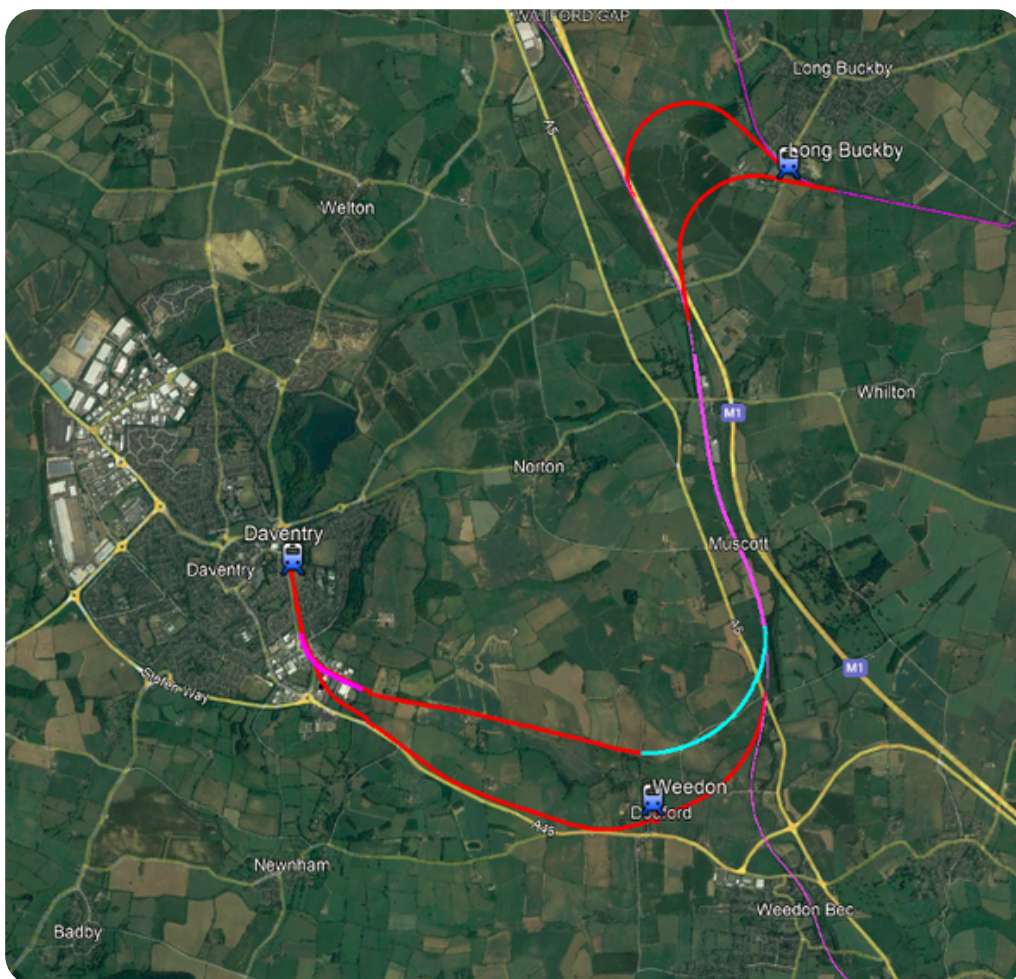 WATFORD GAP
Long Buckby
A5
Long Buckby
Welton
Whilton
M1
Norton
Daventry
Muscott
Daventry
A5
M1
Stefen Way
Weedon
Dodford
A45
Newnham
Weedon Bec
Badby